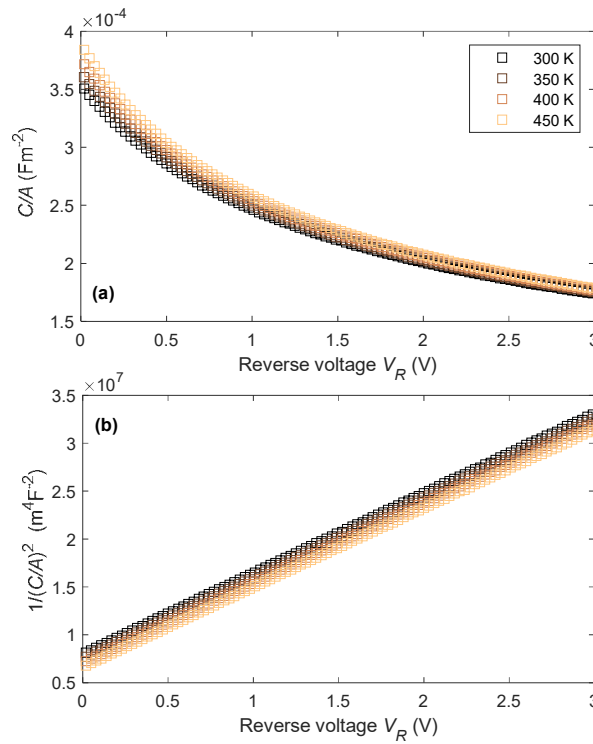 ×10⁻⁴
4
3.5
3
2.5
2
1.5
C/A (Fm⁻²)
300 K
350 K
400 K
450 K
(a)
0 0.5 1 1.5 2 2.5 3
Reverse voltage V_R (V)
×10⁷
3.5
3
2.5
2
1.5
1
0.5
1/(C/A)² (m⁴F⁻²)
(b)
0 0.5 1 1.5 2 2.5 3
Reverse voltage V_R (V)